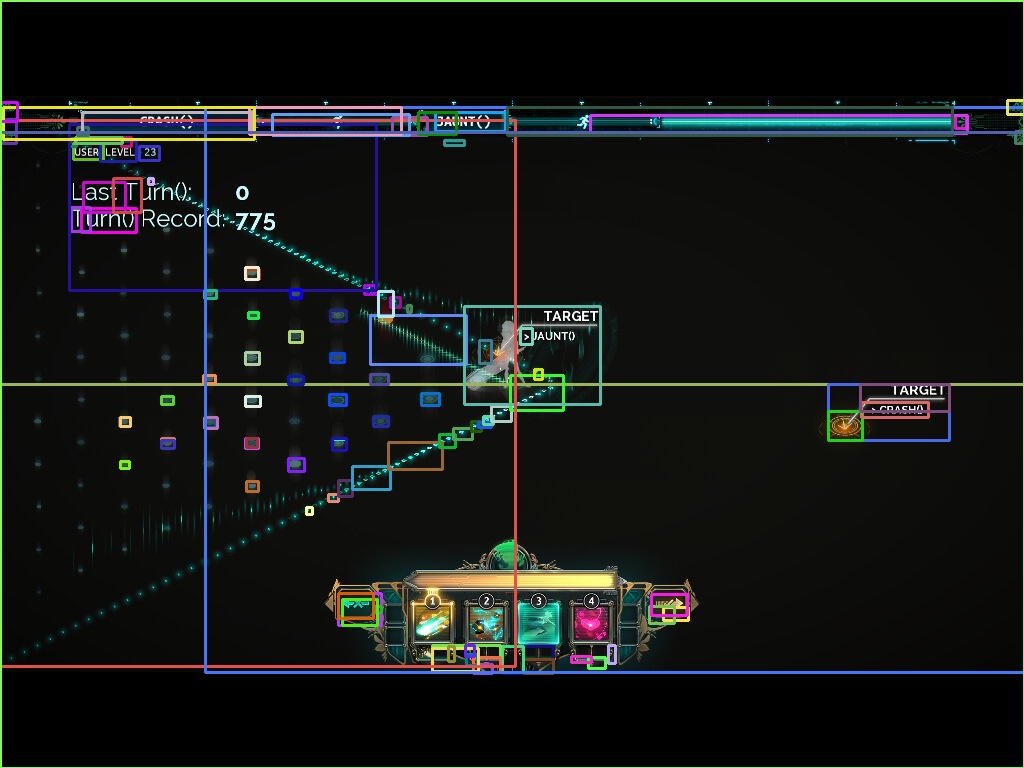 CRASH()
JAUNT()
USER LEVEL 23
Last Turn(): 0
Turn() Record: 775
TARGET
> JAUNT()
TARGET
> CRASH()
1 2 3 4